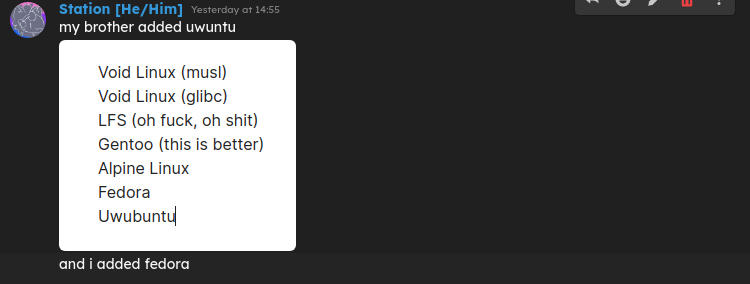 Station [He/Him] Yesterday at 14:55
my brother added uwuntu
Void Linux (musl)
Void Linux (glibc)
LFS (oh fuck, oh shit)
Gentoo (this is better)
Alpine Linux
Fedora
Uwubuntu
and i added fedora